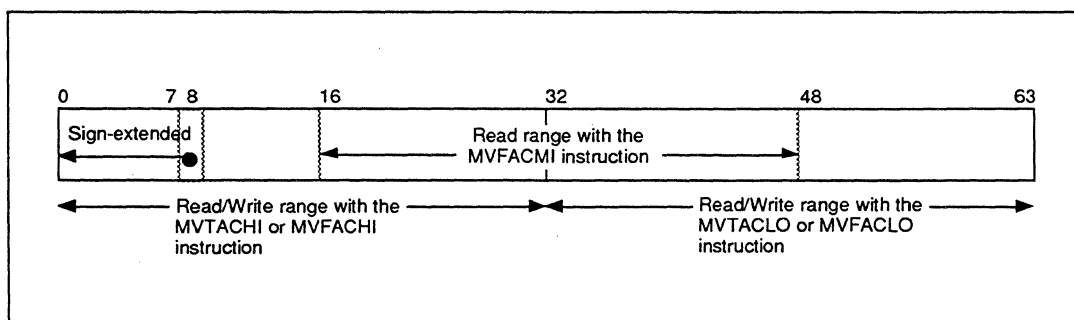 0 7 8 16 32 48 63
Sign-extended
Read range with the
MVFACMI instruction
Read/Write range with the
MVTACHI or MVFACHI
instruction
Read/Write range with the
MVTACLO or MVFACLO
instruction